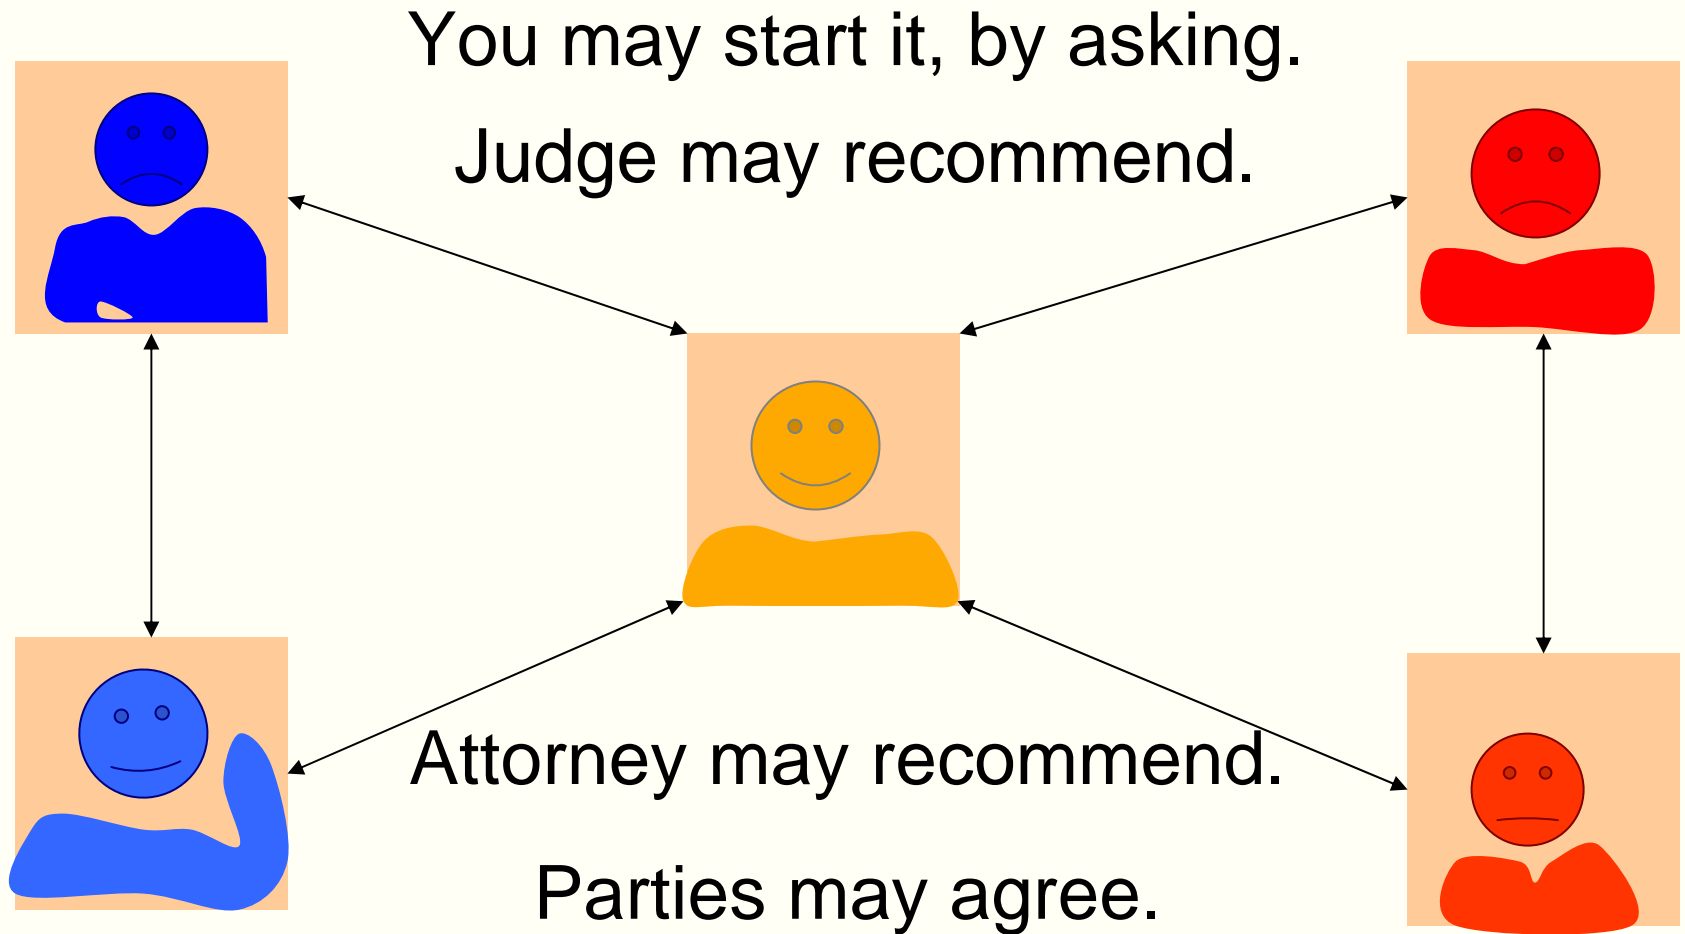 You may start it, by asking.
Judge may recommend.
Attorney may recommend.
Parties may agree.